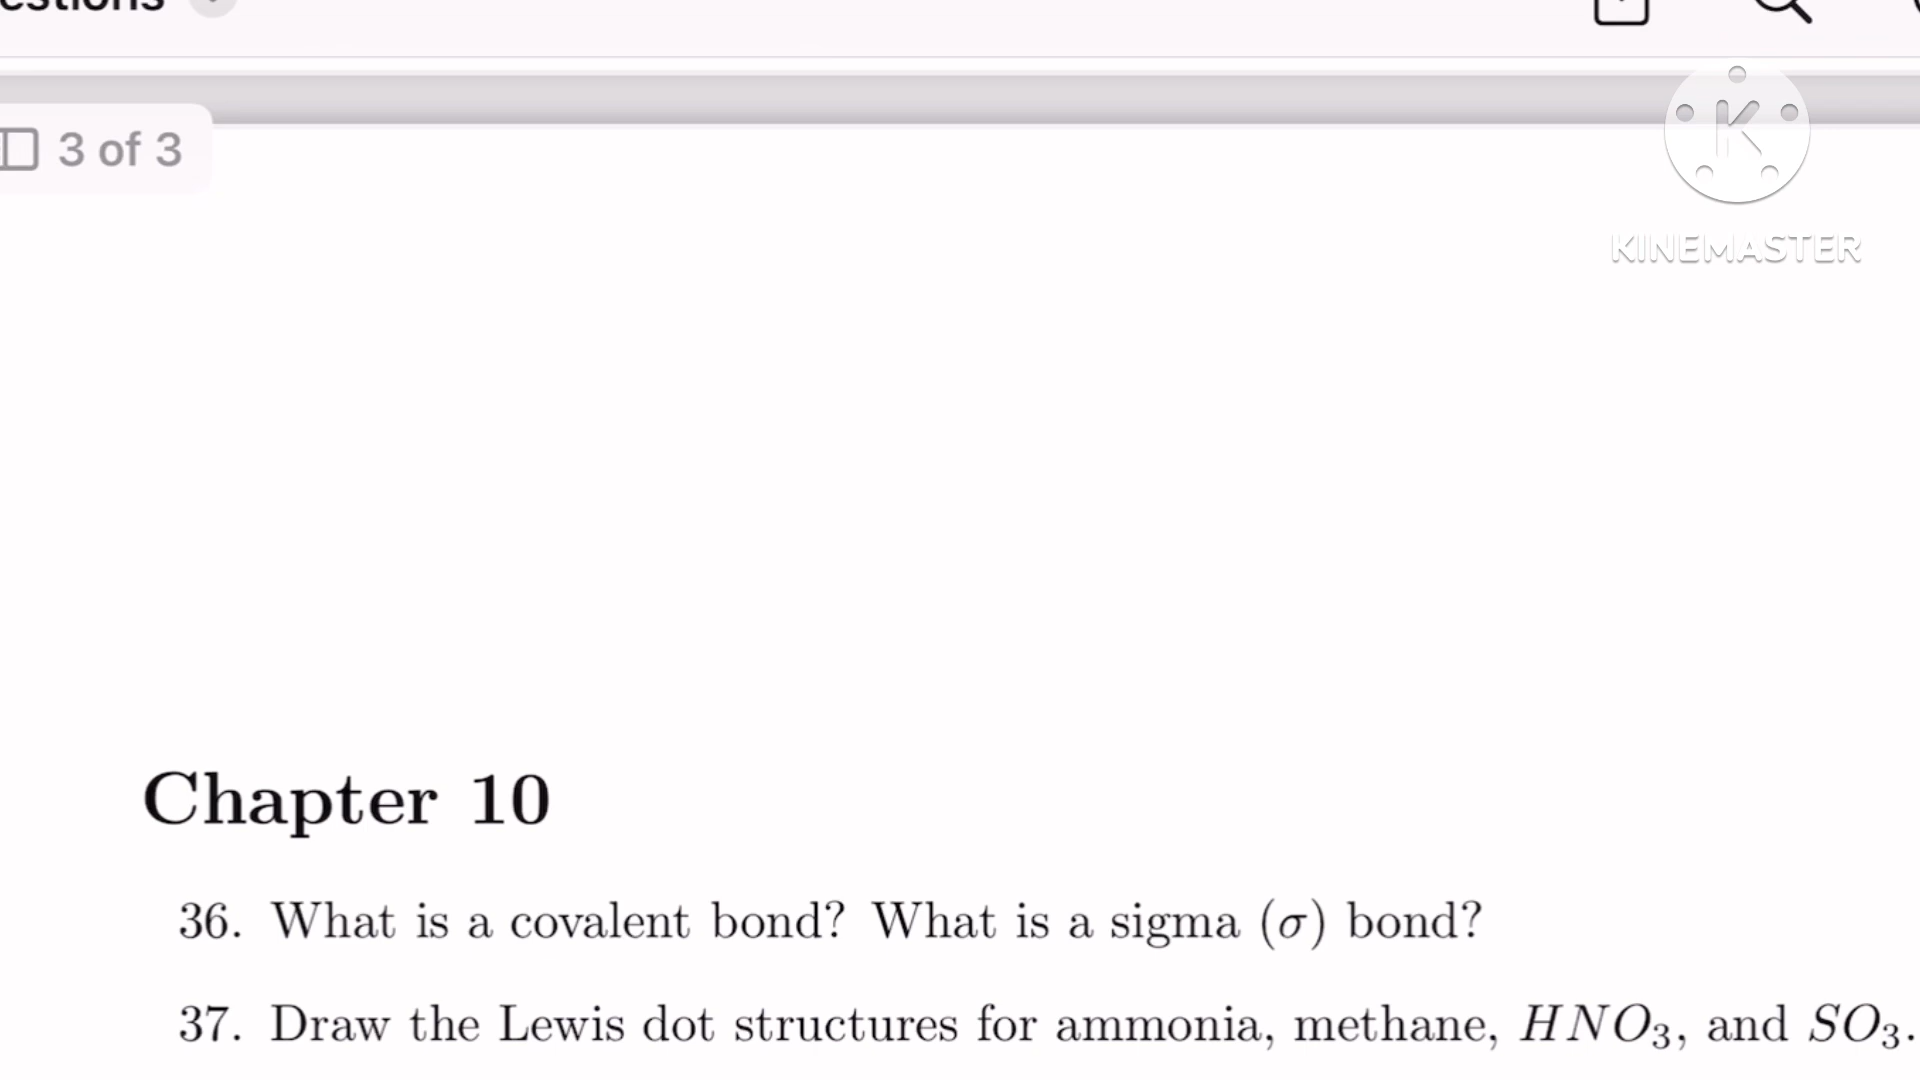 estions
3 of 3
KINEMASTER
Chapter 10
36. What is a covalent bond? What is a sigma (σ) bond?
37. Draw the Lewis dot structures for ammonia, methane, HNO₃, and SO₃.